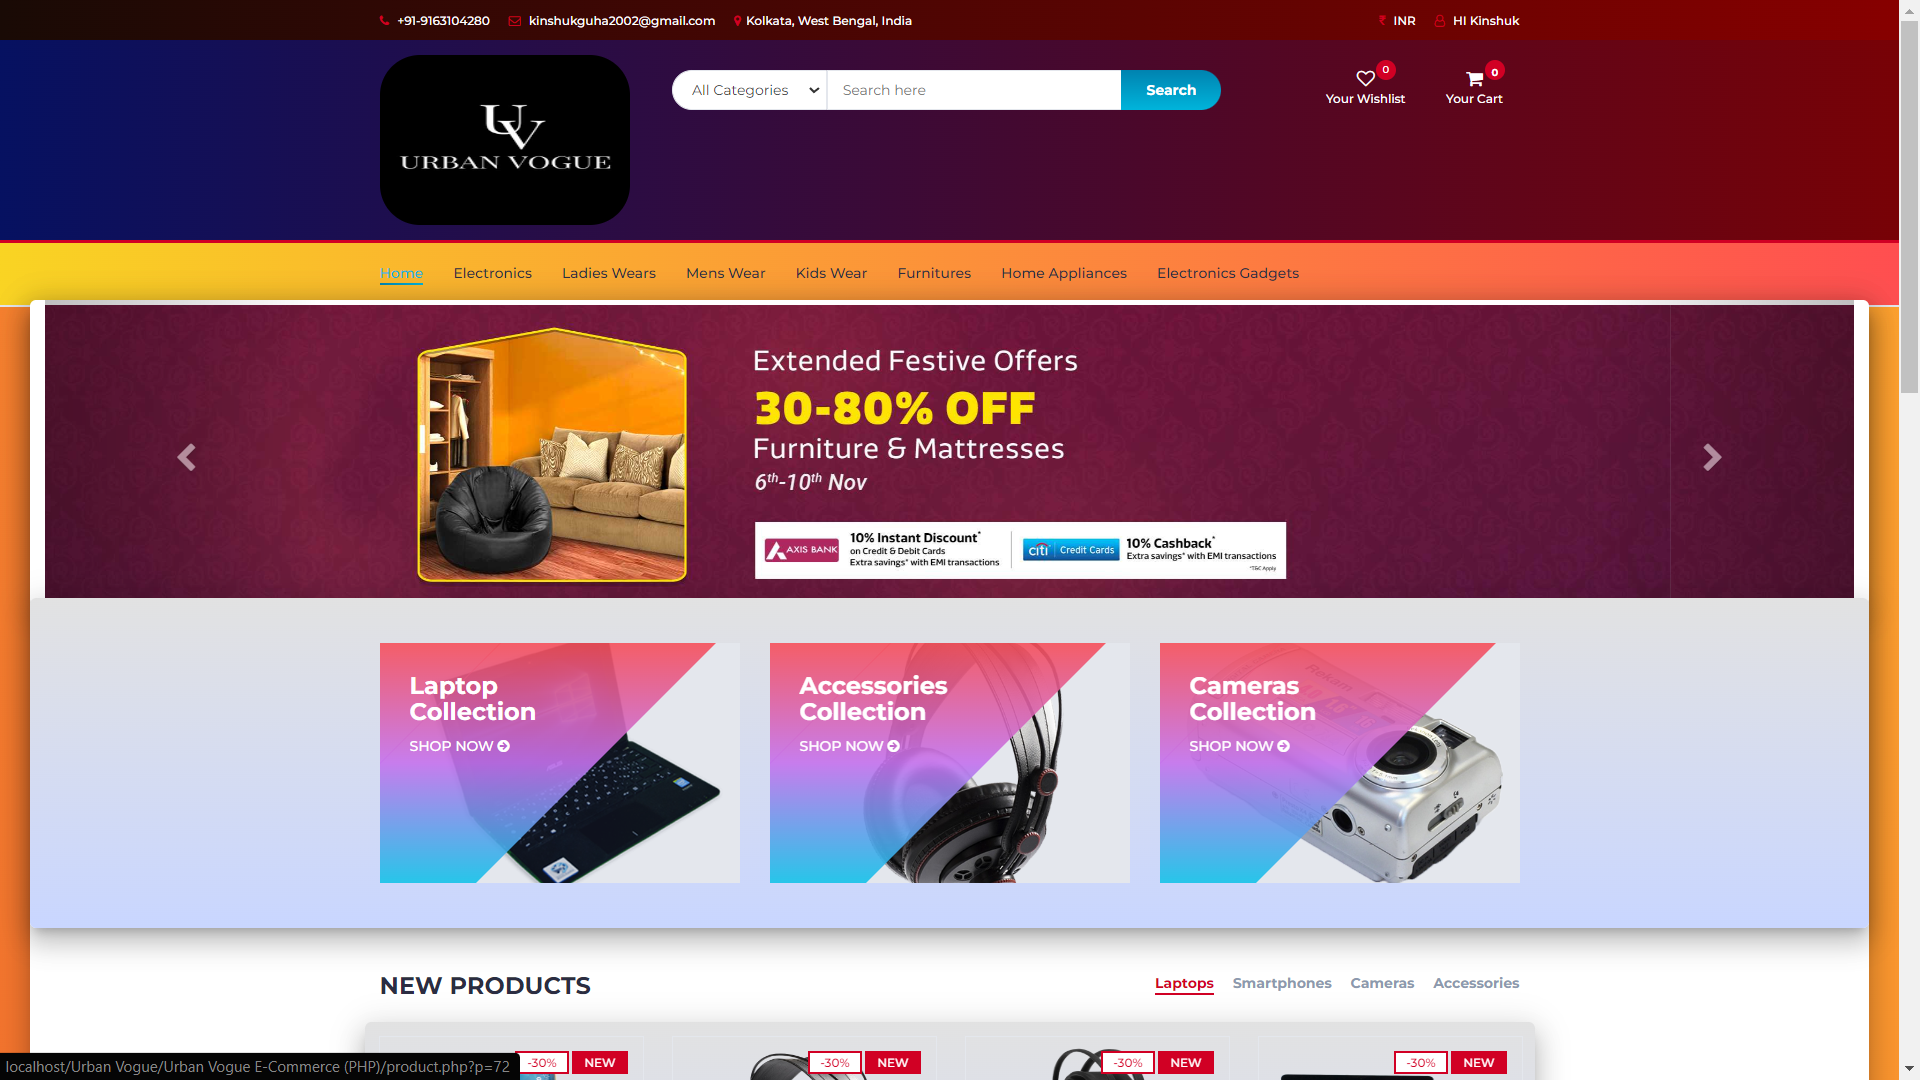 +91-9163104280 kinshukguha2002@gmail.com Kolkata, West Bengal, India INR HI Kinshuk
UV
URBAN VOGUE
All Categories Search here Search
0 0
Your Wishlist Your Cart
Home Electronics Ladies Wears Mens Wear Kids Wear Furnitures Home Appliances Electronics Gadgets
Extended Festive Offers
30-80% OFF
Furniture & Mattresses
6th-10th Nov
AXIS BANK
10% Instant Discount*
on Credit & Debit Cards
Extra savings* with EMI transactions
citi Credit Cards
10% Cashback*
Extra savings* with EMI transactions
*T&C Apply
Laptop
Collection
SHOP NOW
Accessories
Collection
SHOP NOW
Cameras
Collection
SHOP NOW
NEW PRODUCTS
Laptops Smartphones Cameras Accessories
-30% NEW
-30% NEW
-30% NEW
-30% NEW
localhost/Urban Vogue/Urban Vogue E-Commerce (PHP)/product.php?p=72